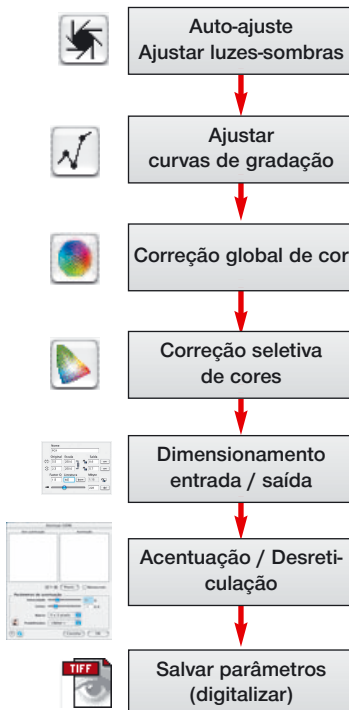 Auto-ajuste
Ajustar luzes-sombras
Ajustar
curvas de gradação
Correção global de cor
Correção seletiva
de cores
Dimensionamento
entrada / saída
Acentuação / Desreti-
culação
TIFF
Salvar parâmetros
(digitalizar)